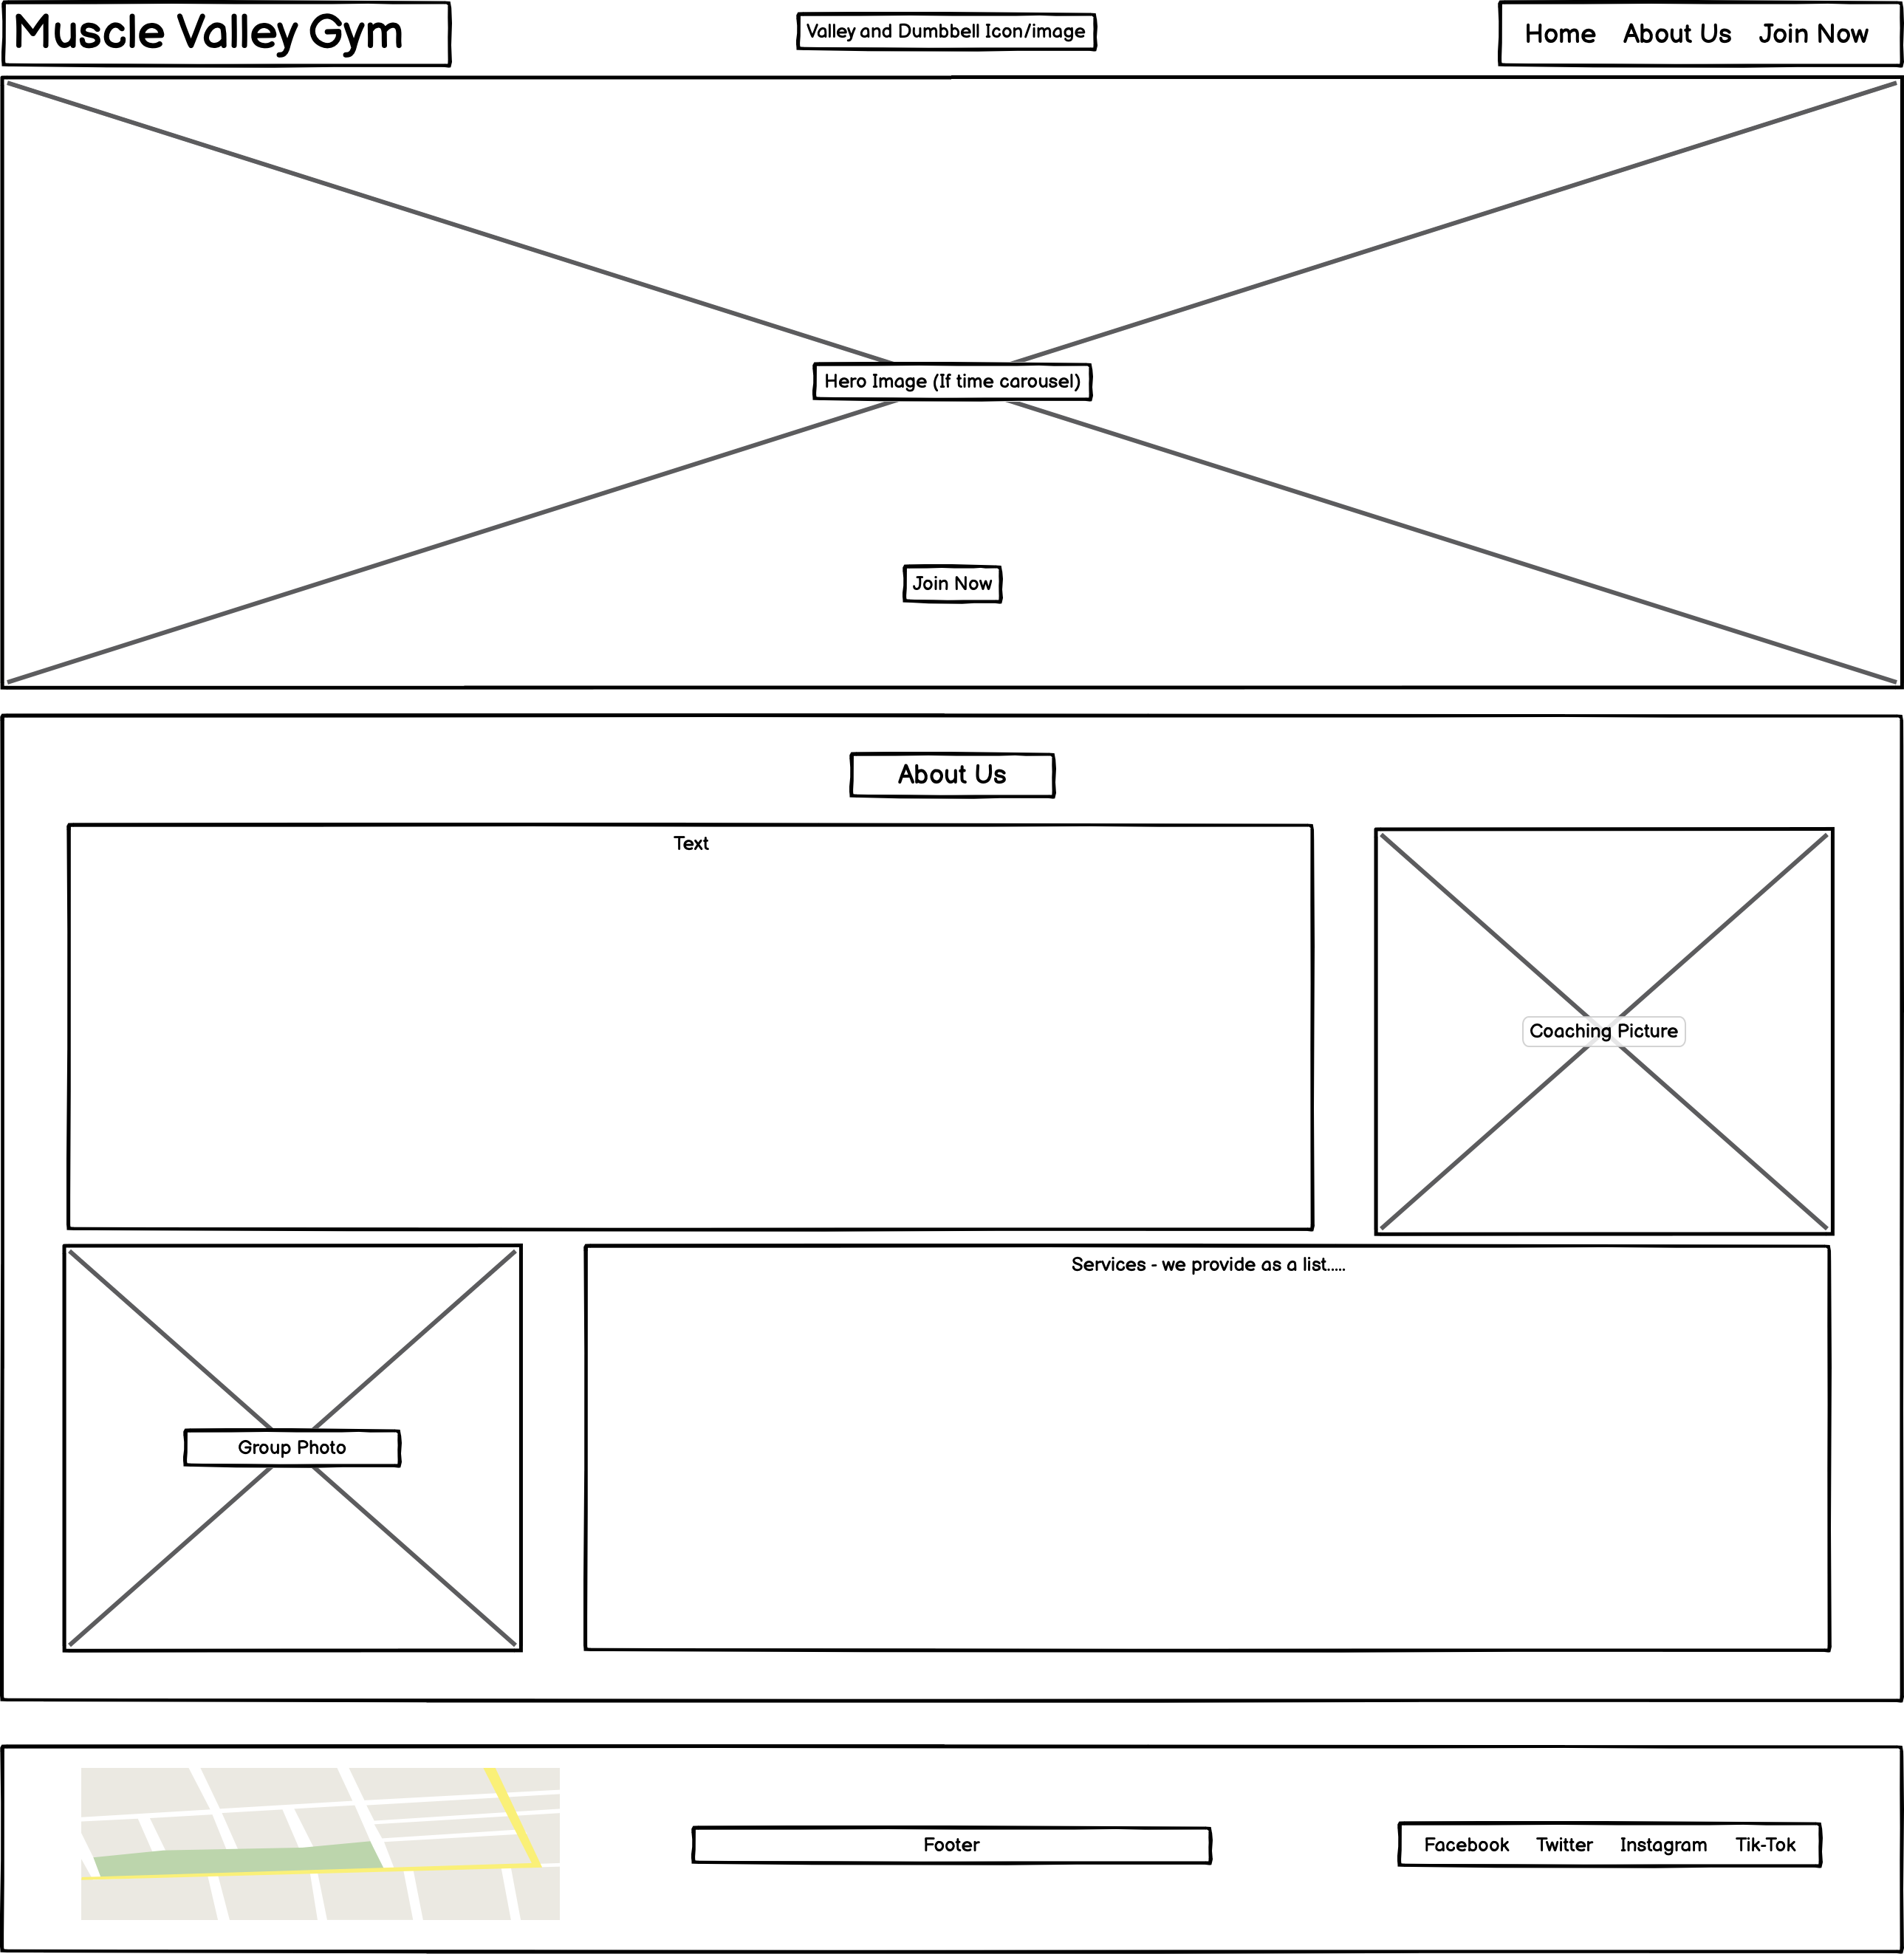 Muscle Valley Gym
Valley and Dumbbell Icon/image
Home About Us Join Now
Hero Image (If time carousel)
Join Now
About Us
Text
Coaching Picture
Services - we provide as a list.....
Group Photo
Footer
Facebook Twitter Instagram Tik-Tok